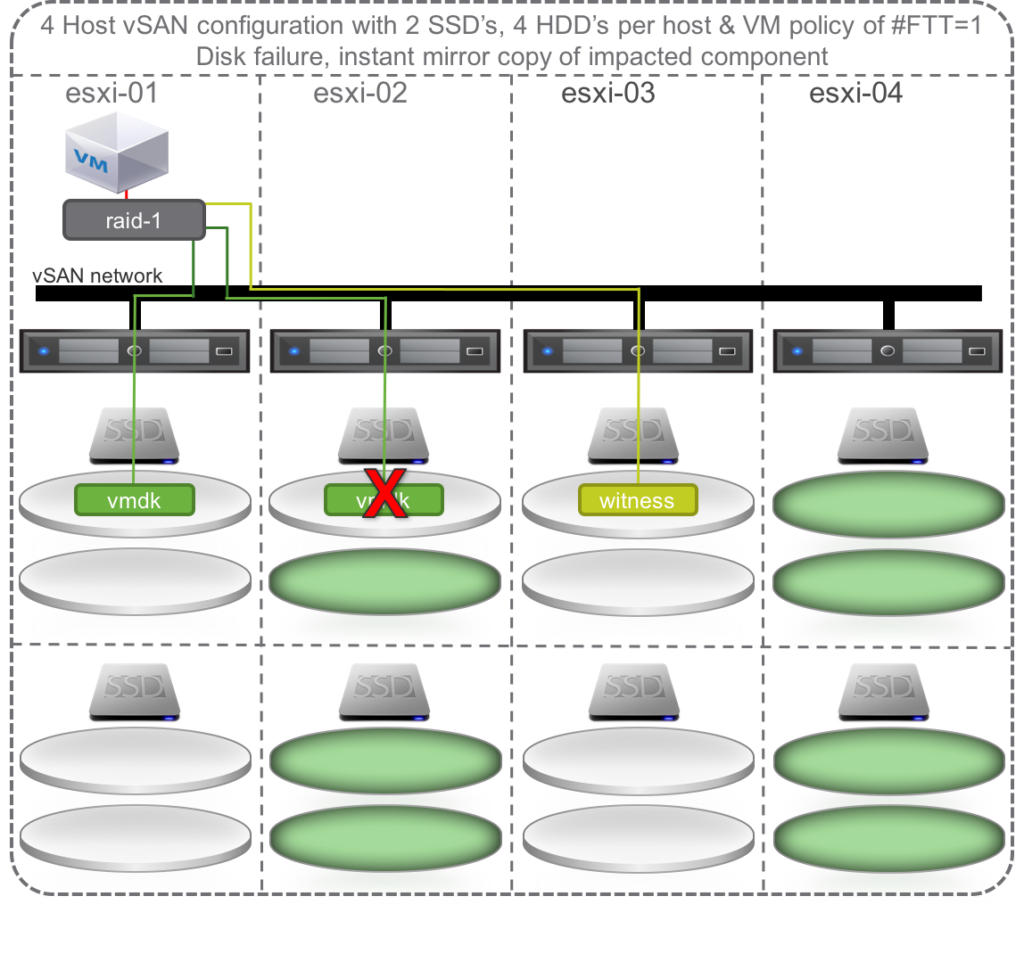 4 Host vSAN configuration with 2 SSD’s, 4 HDD’s per host & VM policy of #FTT=1
Disk failure, instant mirror copy of impacted component
esxi-01 esxi-02 esxi-03 esxi-04
VM
raid-1
vSAN network
SSD SSD SSD SSD
vmdk vmdk X witness
SSD SSD SSD SSD